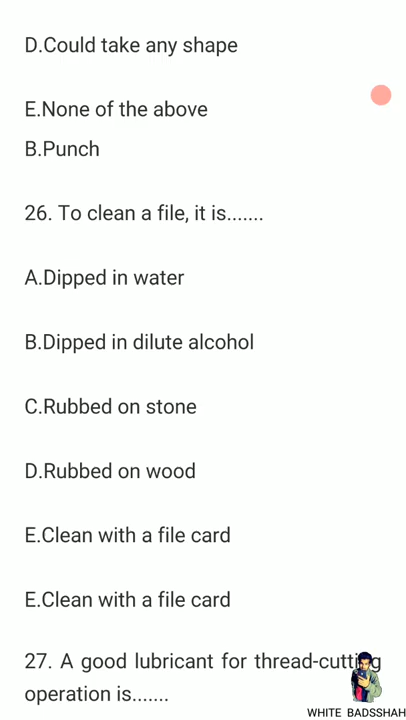 D.Could take any shape
E.None of the above
B.Punch
26. To clean a file, it is.......
A.Dipped in water
B.Dipped in dilute alcohol
C.Rubbed on stone
D.Rubbed on wood
E.Clean with a file card
E.Clean with a file card
27. A good lubricant for thread-cutting
operation is.......
WHITE BADSSHAH